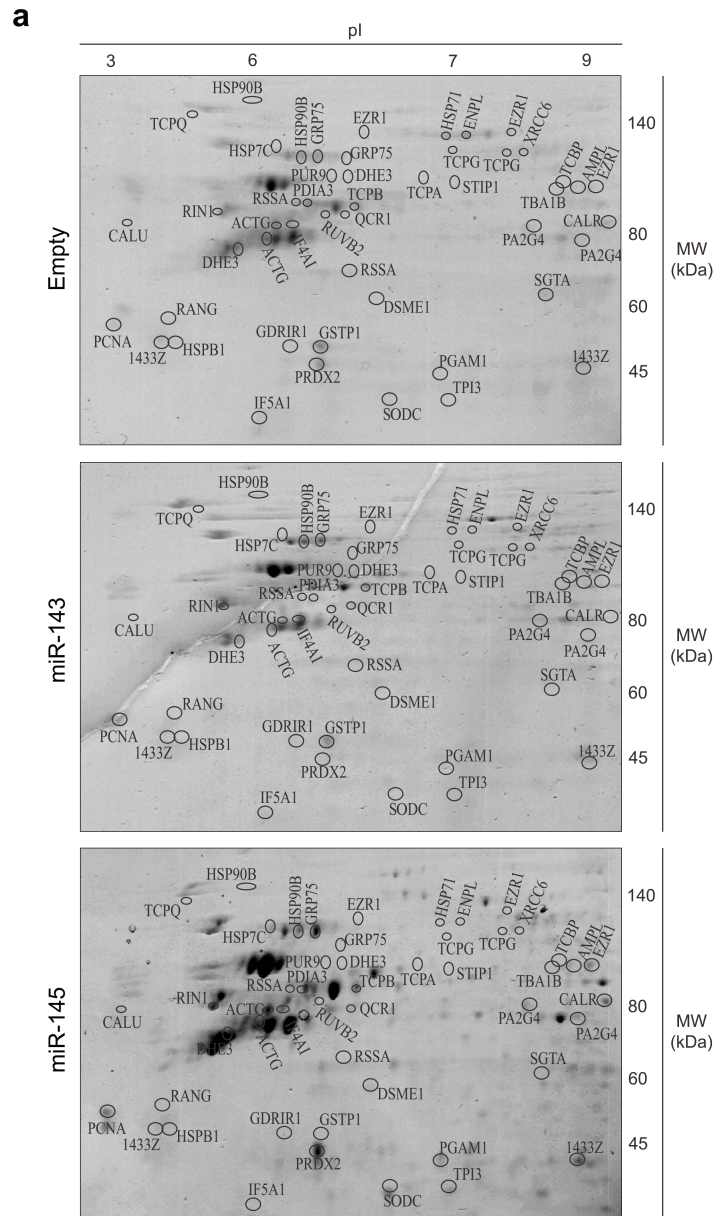 a
pI
3 6 7 9
HSP90B
TCPQ
HSP7C
HSP90B
GRP75
EZR1
GRP75
HSP71
ENPL
EZR1
XRCC6
TCPG TCPG
PUR9 DHE3
TCPA
STIP1
TCBP
AMPL
EZR1
TBA1B
RSSA PDIA3
TCPB
RIN1
QCR1
CALU
ACTG
IF4AI
RUVB2
PA2G4
CALR
PA2G4
DHE3
ACTG
RSSA
DSME1
SGTA
RANG
PCNA
1433Z HSPB1
GDRIR1 GSTP1
PRDX2
PGAM1
TPI3
1433Z
IF5A1
SODC
Empty
140
80
60
45
MW
(kDa)
HSP90B
TCPQ
HSP7C
HSP90B
GRP75
EZR1
GRP75
HSP71
ENPL
EZR1
XRCC6
TCPG TCPG
PUR9 DHE3
TCPA
STIP1
TCBP
AMPL
EZR1
TBA1B
RSSA PDIA3
TCPB
RIN1
QCR1
CALU
ACTG
IF4AI
RUVB2
PA2G4
CALR
PA2G4
DHE3
ACTG
RSSA
DSME1
SGTA
RANG
PCNA
1433Z HSPB1
GDRIR1 GSTP1
PRDX2
PGAM1
TPI3
1433Z
IF5A1
SODC
miR-143
140
80
60
45
MW
(kDa)
HSP90B
TCPQ
HSP7C
HSP90B
GRP75
EZR1
GRP75
HSP71
ENPL
EZR1
XRCC6
TCPG TCPG
PUR9 DHE3
TCPA
STIP1
TCBP
AMPL
EZR1
TBA1B
RSSA PDIA3
TCPB
RIN1
QCR1
CALU
ACTG
IF4AI
RUVB2
PA2G4
CALR
PA2G4
DHE3
ACTG
RSSA
DSME1
SGTA
RANG
PCNA
1433Z HSPB1
GDRIR1 GSTP1
PRDX2
PGAM1
TPI3
1433Z
IF5A1
SODC
miR-145
140
80
60
45
MW
(kDa)